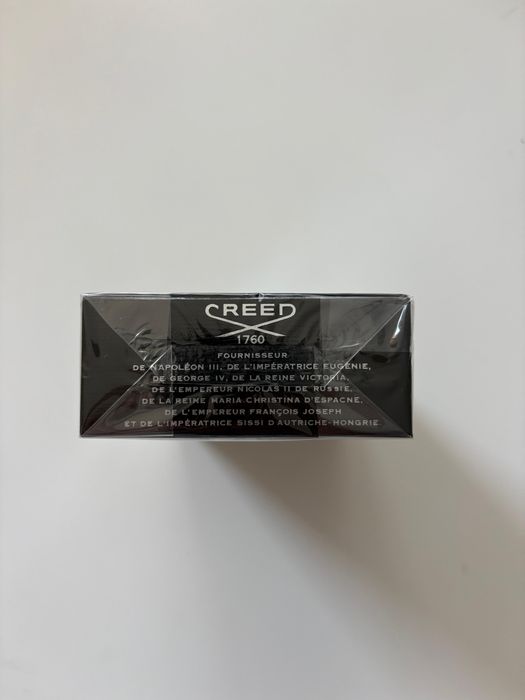 CREED
1760
FOURNISSEUR
DE NAPOLÉON III, DE L'IMPÉRATRICE EUGÉNIE,
DE GEORGE IV, DE LA REINE VICTORIA,
DE L'EMPEREUR NICOLAS II DE RUSSIE,
DE LA REINE MARIA-CHRISTINA D'ESPAGNE,
DE L'EMPEREUR FRANÇOIS JOSEPH
ET DE L'IMPÉRATRICE SISSI D'AUTRICHE-HONGRIE